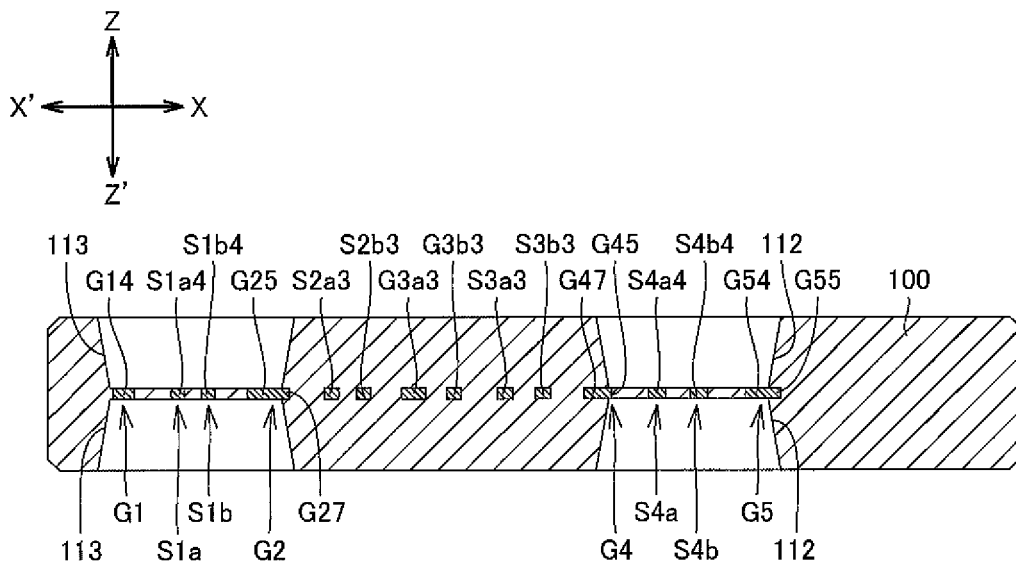 Z
X' X
Z'
S1b4 S2b3 G3b3 S3b3 G45 S4b4 112
113
G14 S1a4 G25 S2a3 G3a3 S3a3 G47 S4a4 G54 G55 100
G1 S1b G27 S4a G5
113 S1a G2 G4 S4b 112